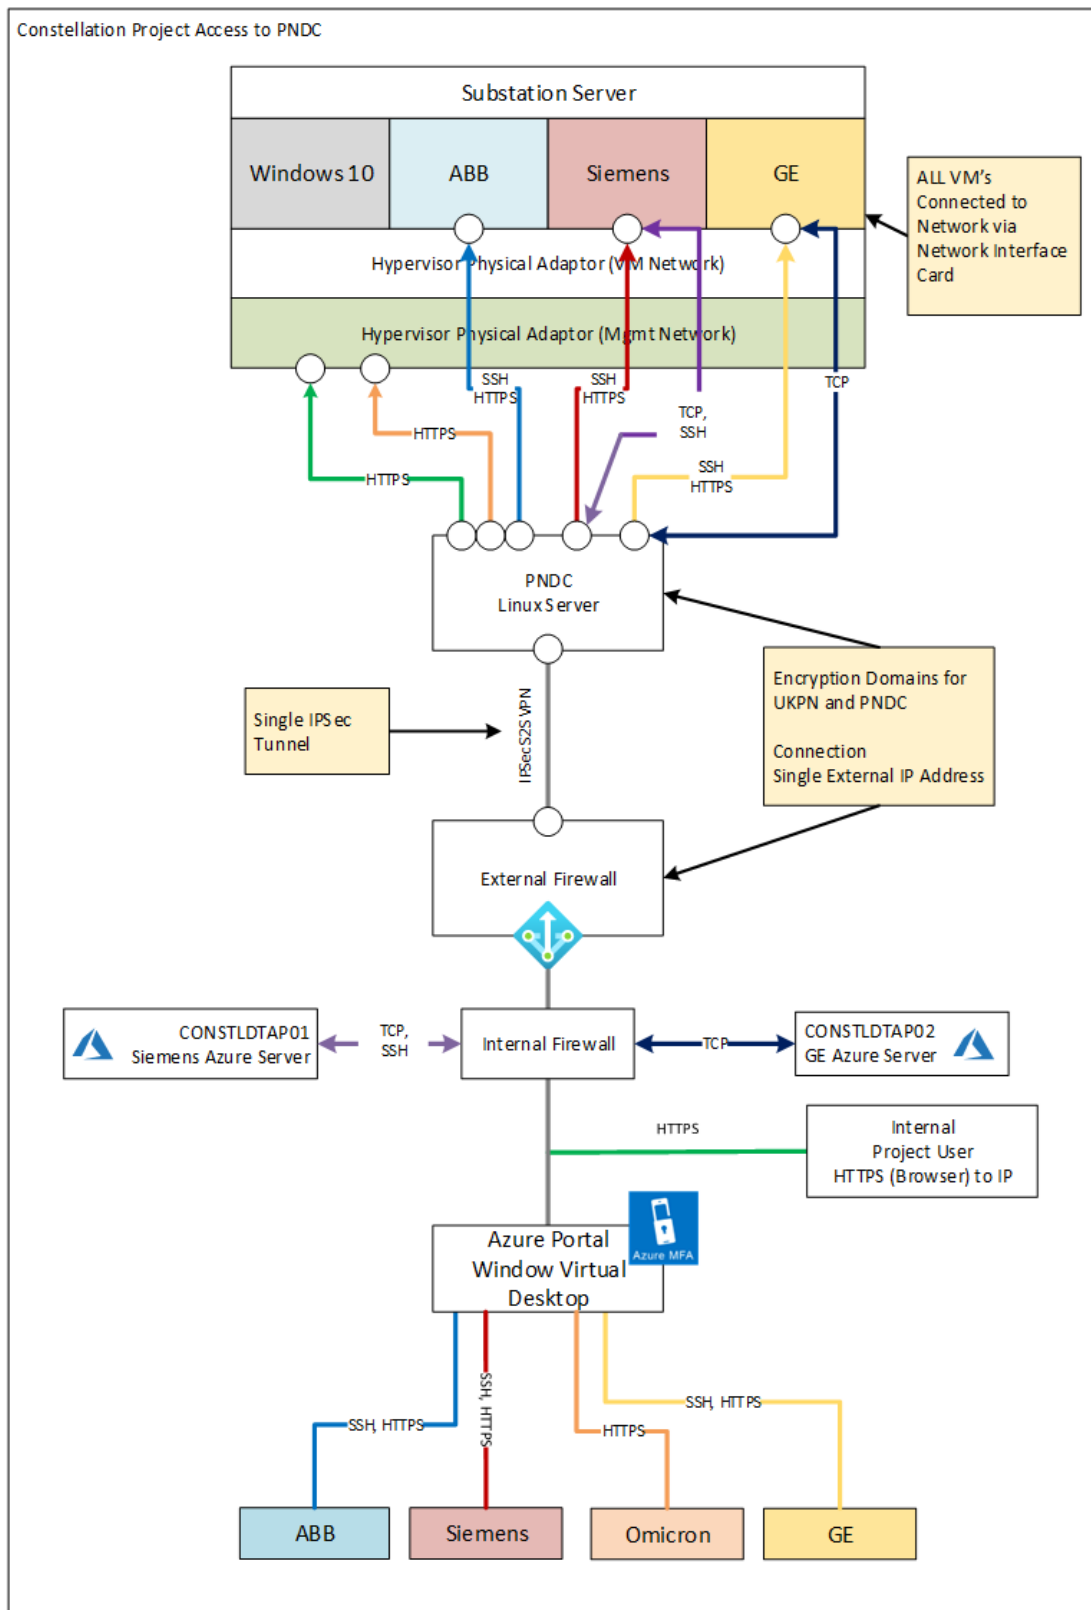 Constellation Project Access to PNDC
Substation Server
Windows 10
ABB
Siemens
GE
ALL VM's
Connected to
Network via
Network Interface
Card
Hypervisor Physical Adaptor (VM Network)
Hypervisor Physical Adaptor (Mgmt Network)
SSH
HTTPS
SSH
HTTPS
TCP
TCP,
SSH
HTTPS
SSH
HTTPS
HTTPS
PNDC
Linux Server
Encryption Domains for
UKPN and PNDC
Connection
Single External IP Address
Single IPSec
Tunnel
IPSec S2S VPN
External Firewall
CONSTLDTAP01
Siemens Azure Server
TCP,
SSH
Internal Firewall
TCP
CONSTLDTAP02
GE Azure Server
HTTPS
Internal
Project User
HTTPS (Browser) to IP
Azure MFA
Azure Portal
Window Virtual
Desktop
SSH, HTTPS
SSH, HTTPS
HTTPS
SSH, HTTPS
ABB
Siemens
Omicron
GE